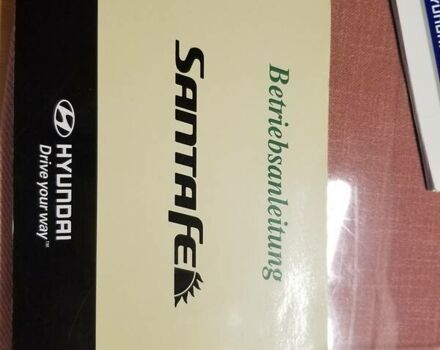 Betriebsanleitung
SANTAFE
HYUNDAI
Drive your way™